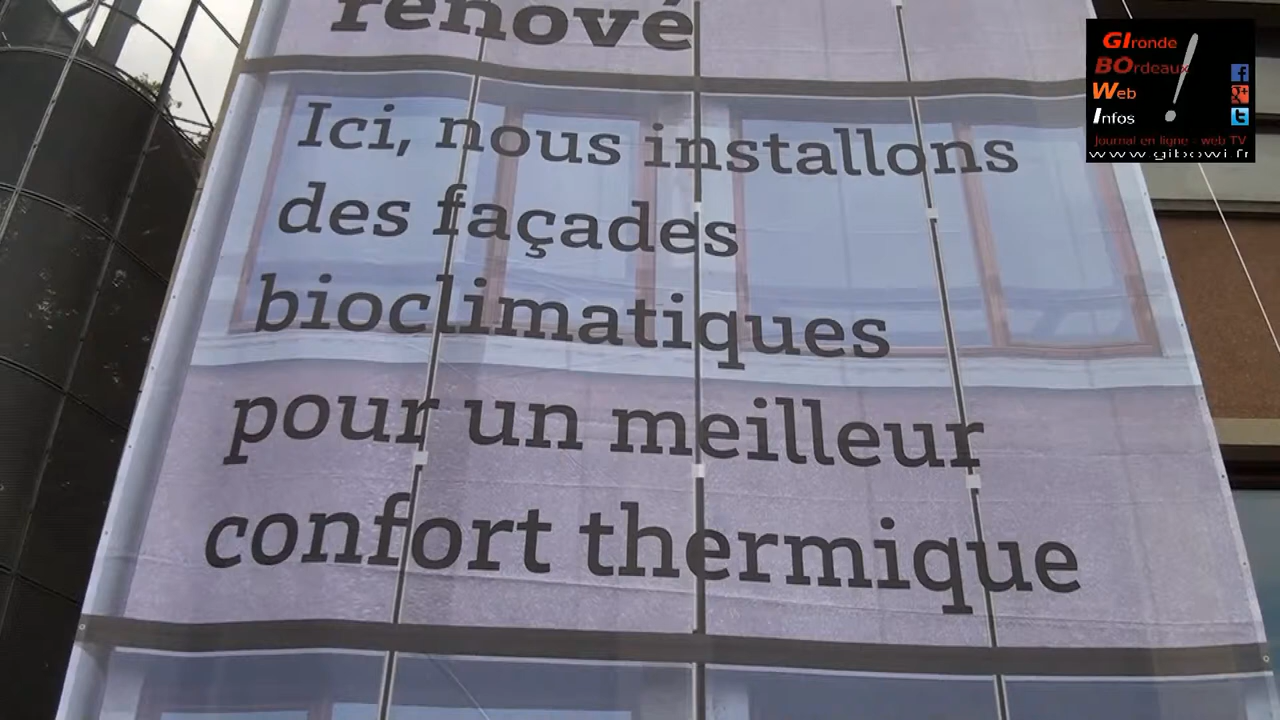 rénové
Ici, nous installons
des façades
bioclimatiques
pour un meilleur
confort thermique
GIronde
BOrdeaux
Web
Infos
!
f
g+
t
Journal en ligne - web TV
www.gibowi.fr